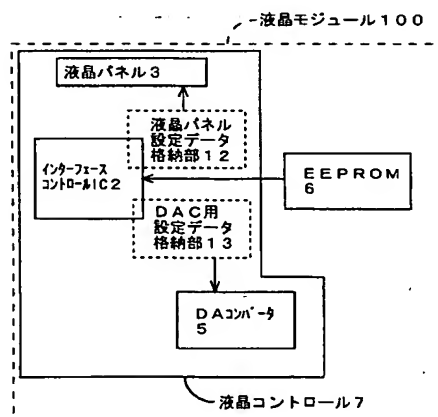 液晶モジュール100
液晶パネル3
液晶パネル
設定データ
格納部12
インターフェース
コントロールIC2
EEPROM
6
DAC用
設定データ
格納部13
DAコンバータ
5
液晶コントロール7